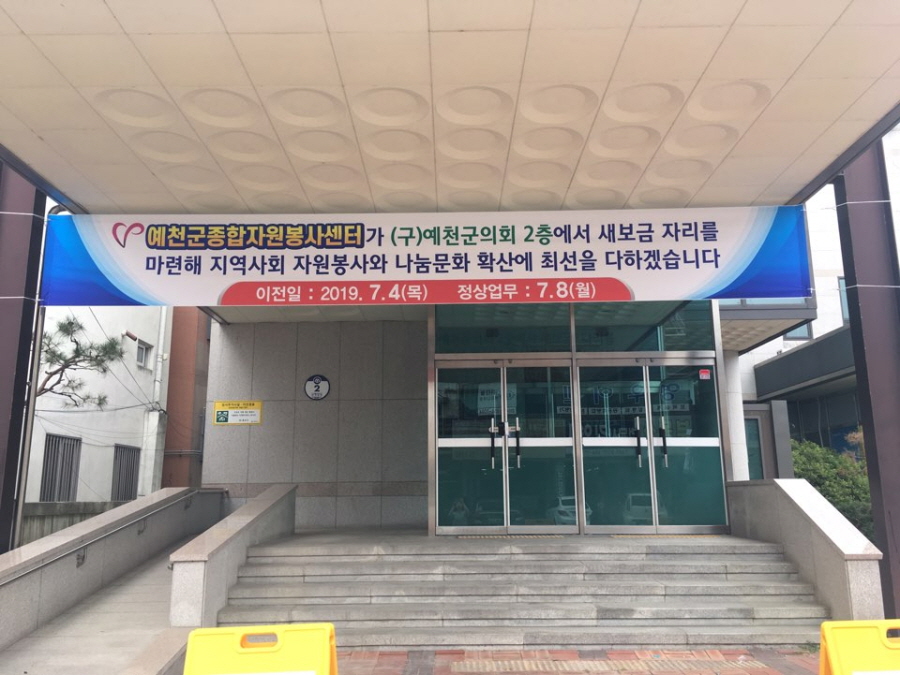 예천군종합자원봉사센터가 (구)예천군의회 2층에서 새보금 자리를
마련해 지역사회 자원봉사와 나눔문화 확산에 최선을 다하겠습니다
이전일 : 2019. 7.4(목) 정상업무 : 7.8(월)
2